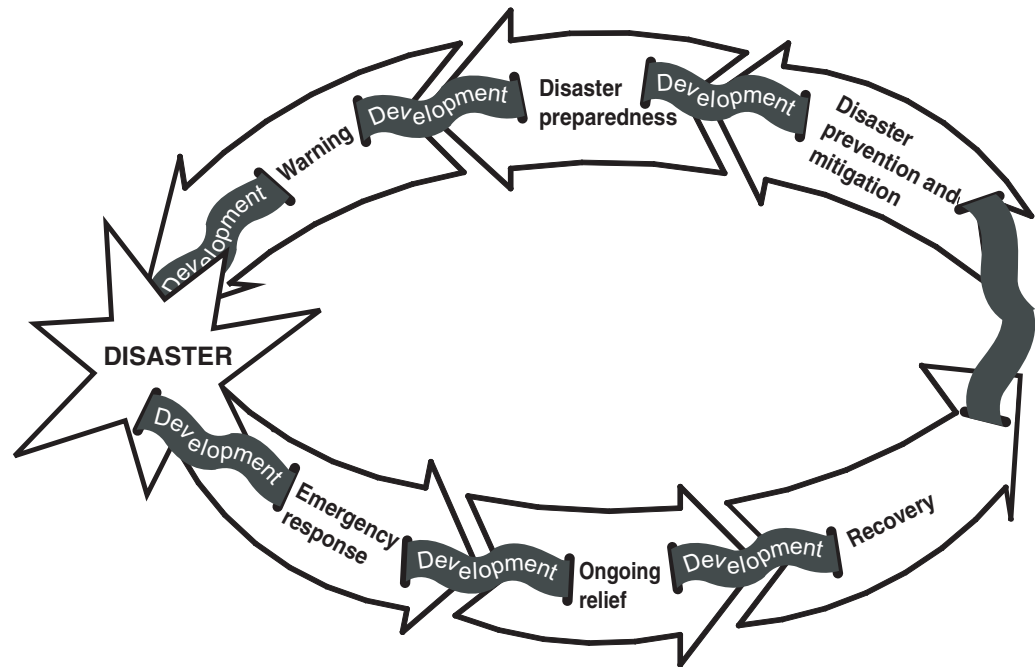 Development
Disaster
preparedness
Development
Disaster
prevention and
mitigation
Warning
Development
DISASTER
Development
Emergency
response
Development
Ongoing
relief
Development
Recovery